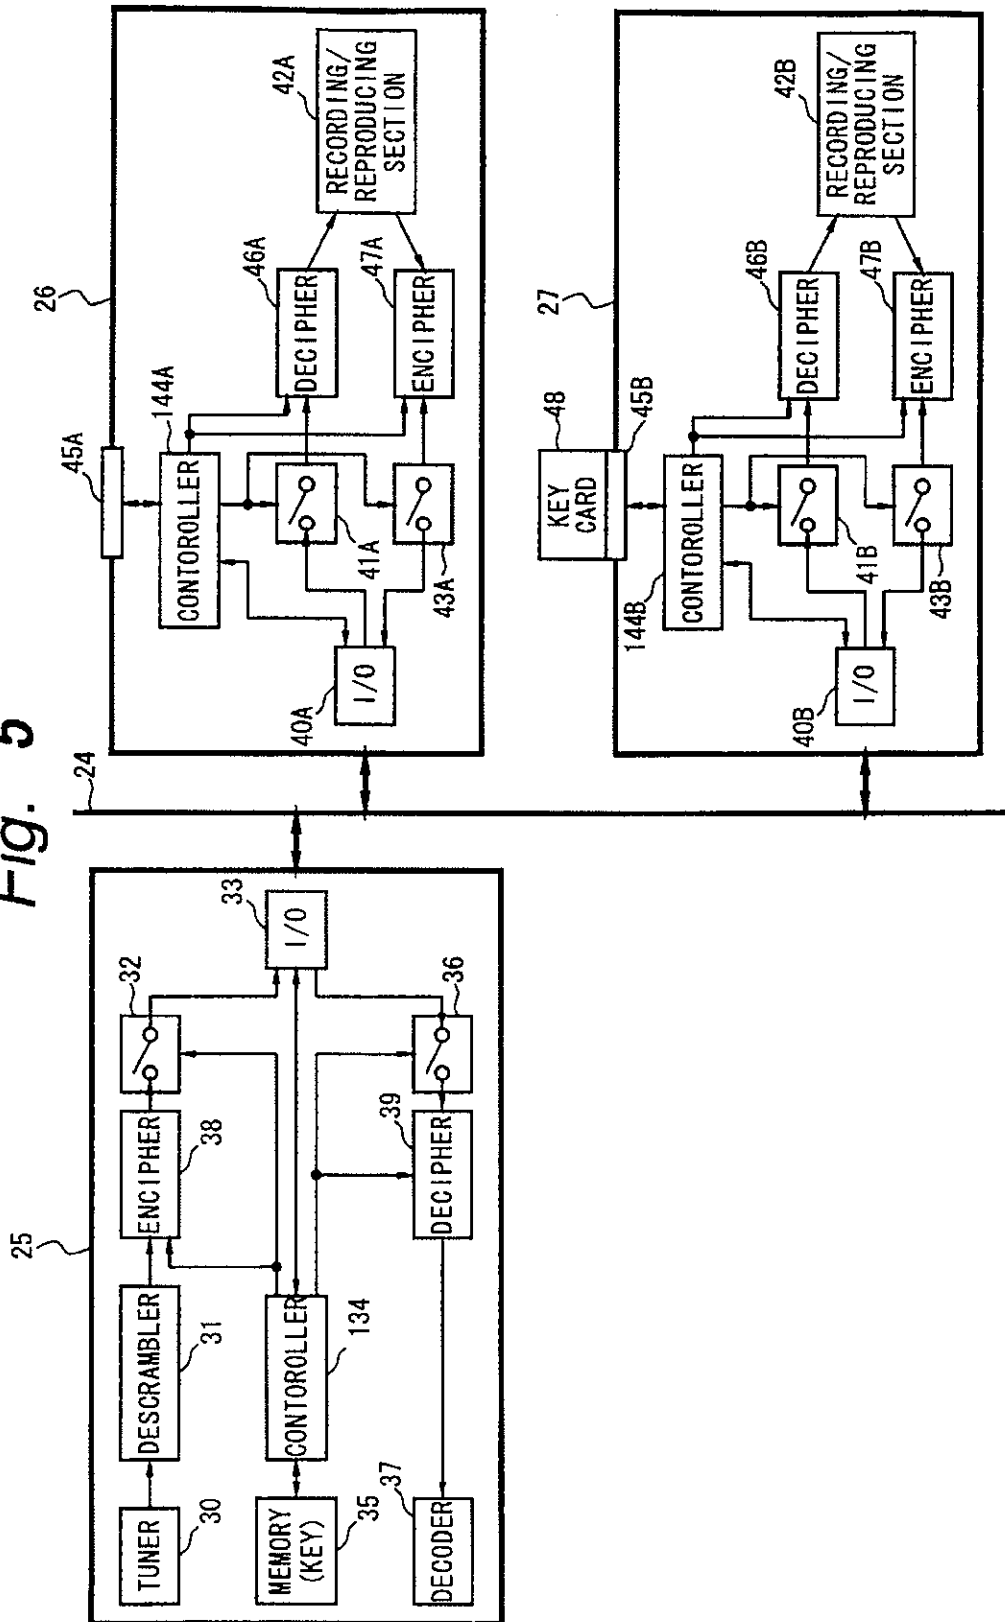 Fig. 5
25
TUNER
30
DESCRAMBLER
31
ENCIPHER
38
32
MEMORY
(KEY)
35
CONTOROLLER
134
I/O
33
DECODER
37
DECIPHER
39
36
24
26
45A
CONTOROLLER
144A
I/O
40A
41A
43A
DECIPHER
46A
ENCIPHER
47A
RECORDING/
REPRODUCING
SECTION
42A
27
KEY
CARD
48
45B
CONTOROLLER
144B
I/O
40B
41B
43B
DECIPHER
46B
ENCIPHER
47B
RECORDING/
REPRODUCING
SECTION
42B